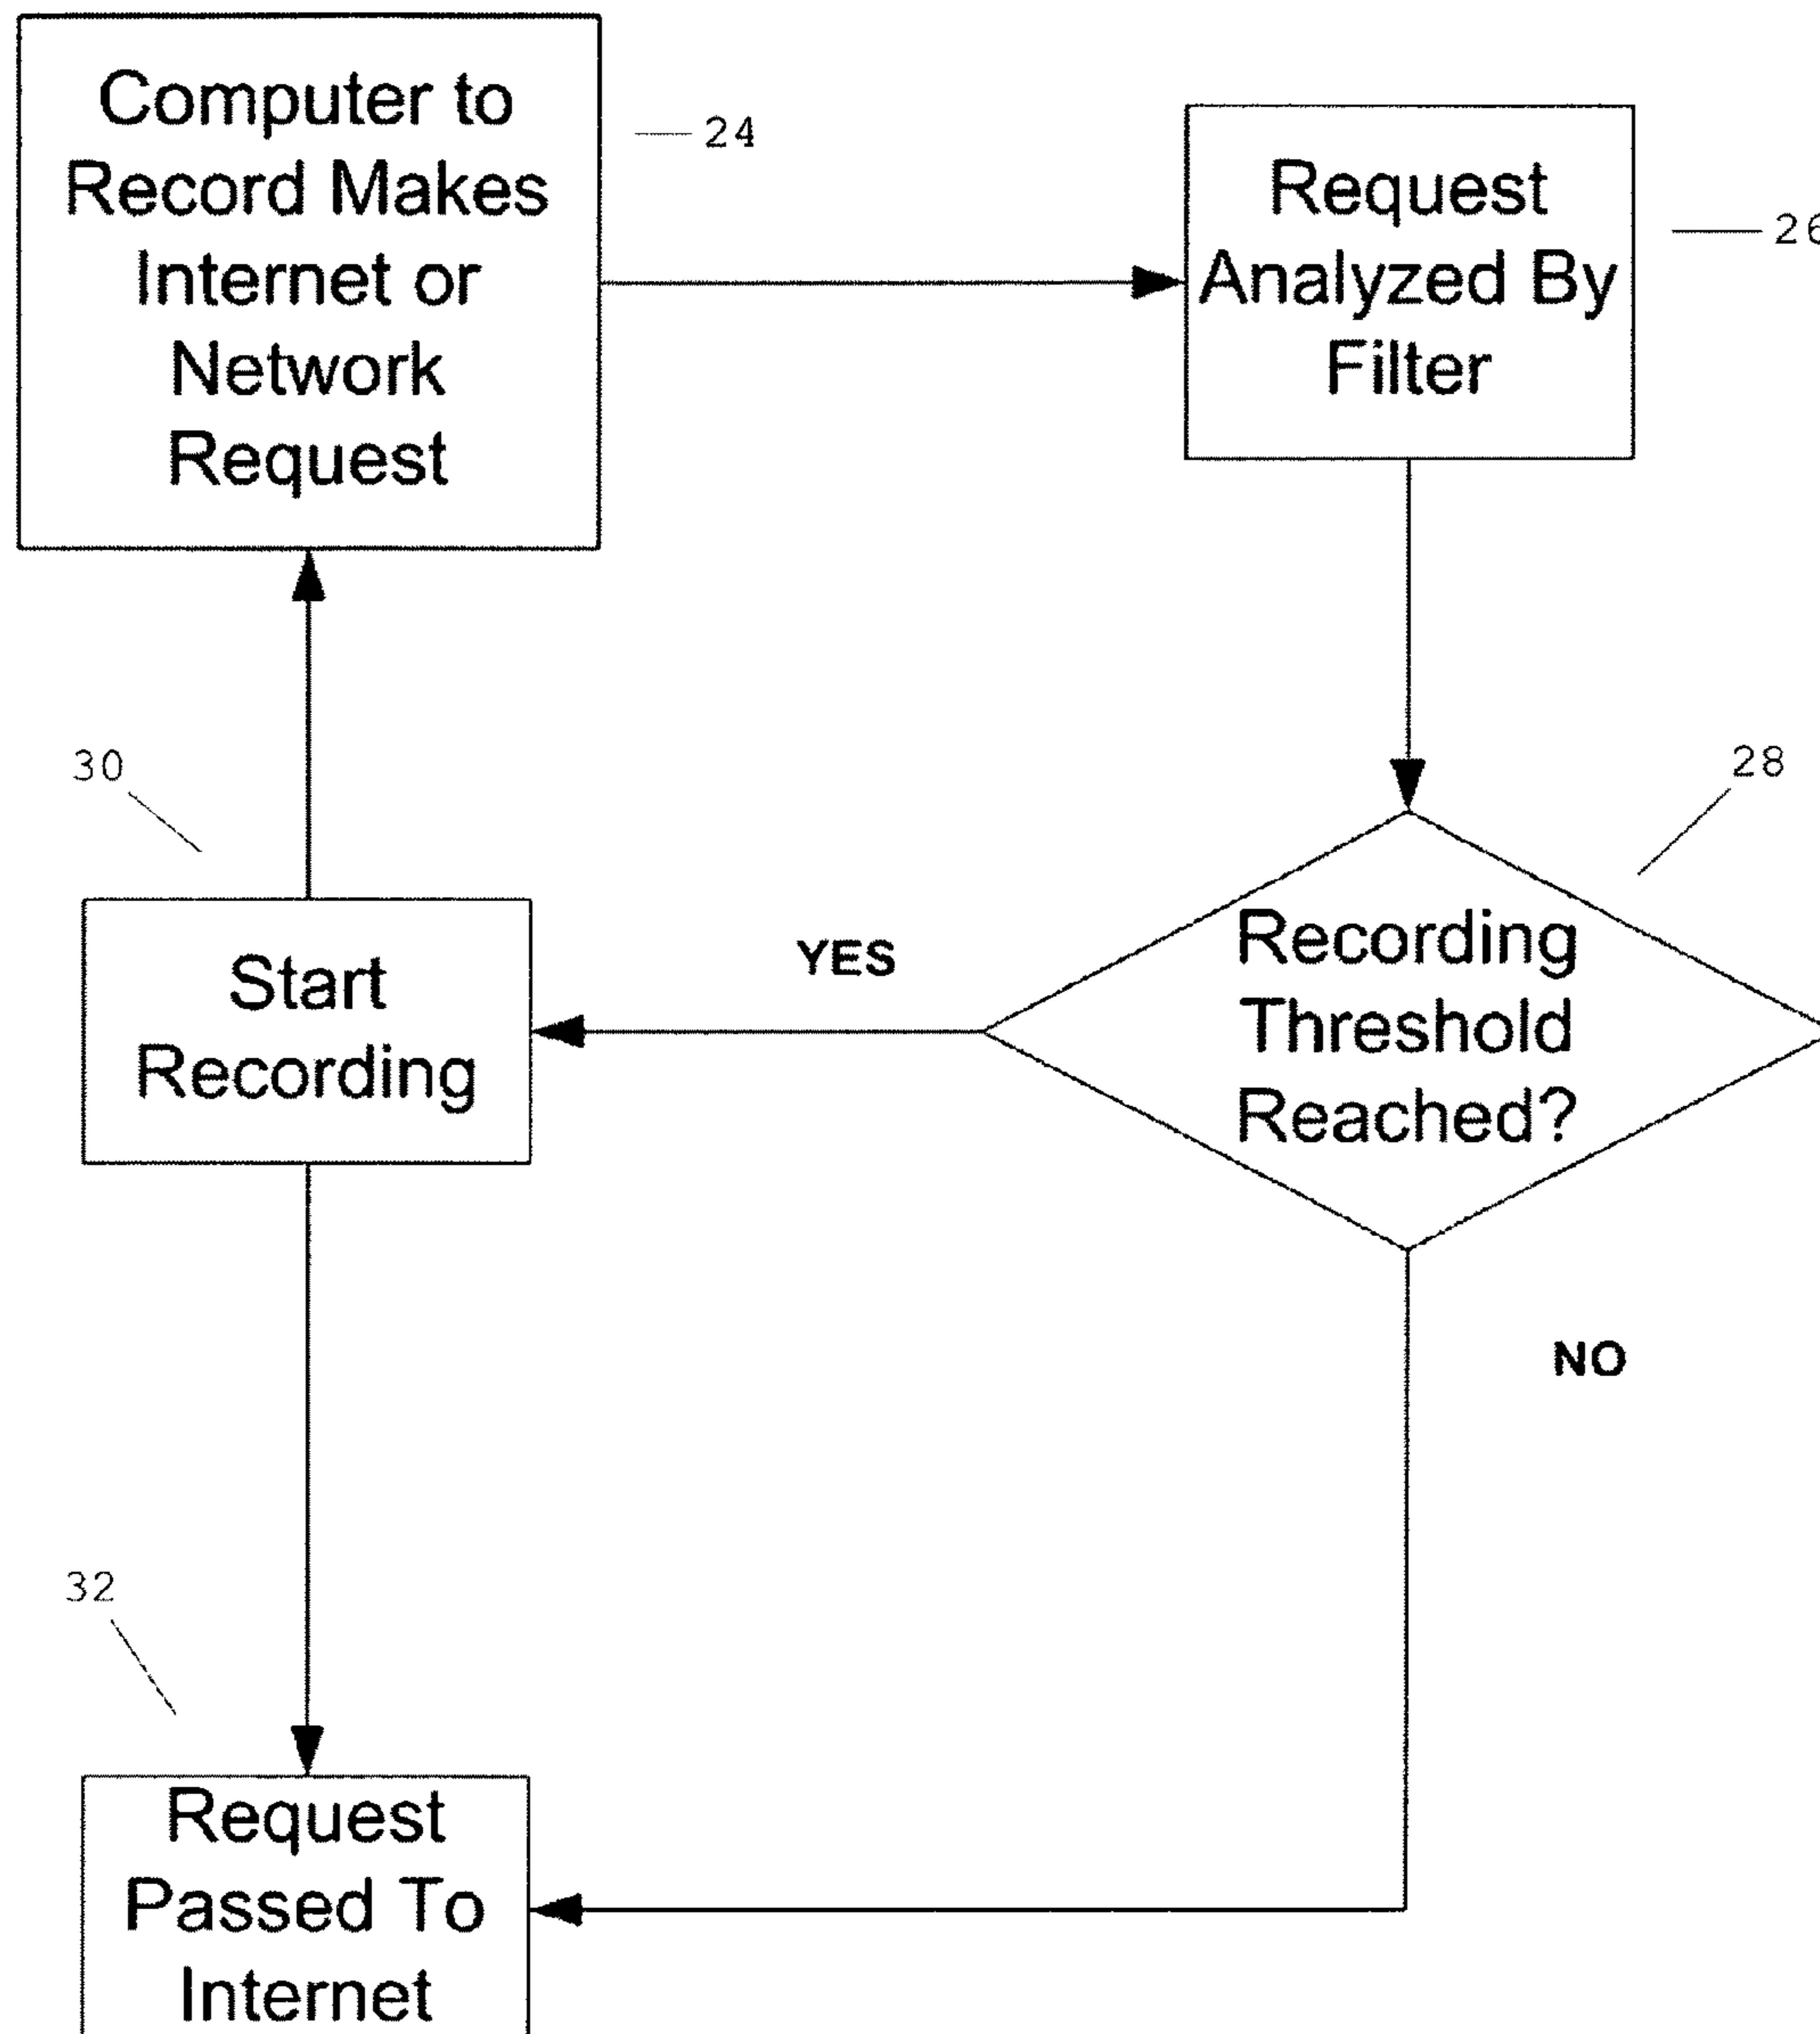 Computer to
Record Makes
Internet or
Network
Request
24
Request
Analyzed By
Filter
26
30
28
Start
Recording
YES
Recording
Threshold
Reached?
NO
32
Request
Passed To
Internet